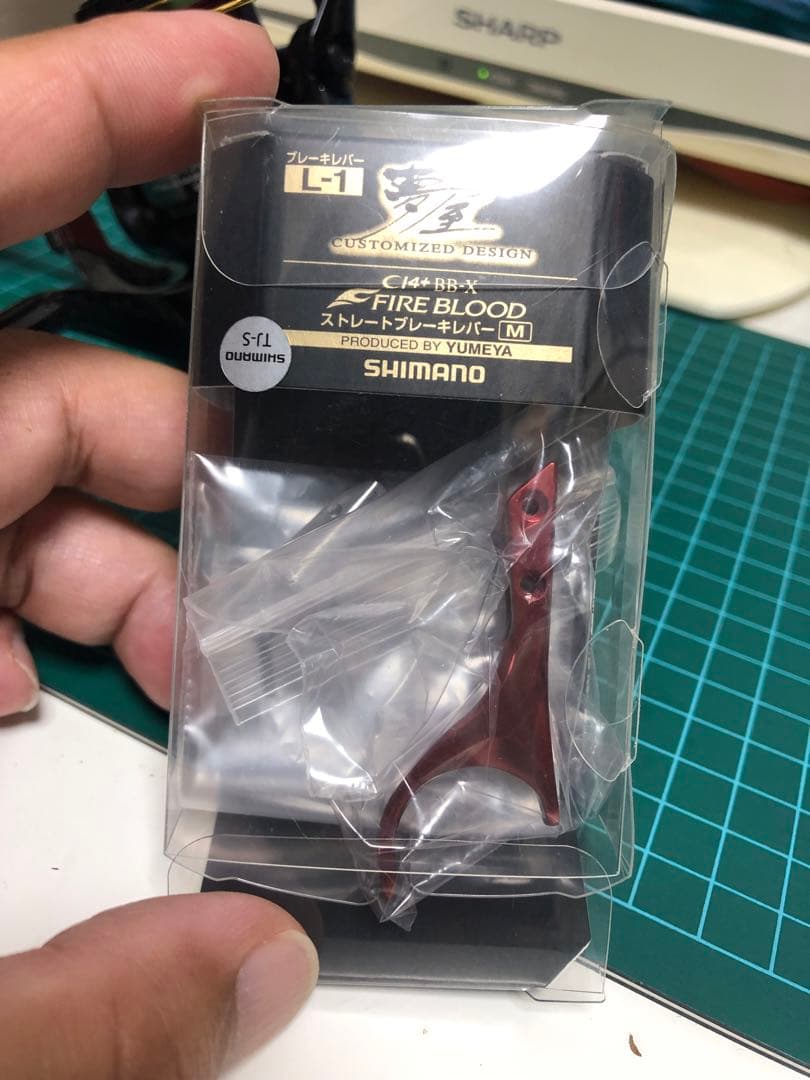 SHARP
ブレーキレバー
L-1
夢屋
CUSTOMIZED DESIGN
C14+ BB-X
FIRE BLOOD
ストレートブレーキレバー M
PRODUCED BY YUMEYA
SHIMANO
SHIMANO
TJ-S